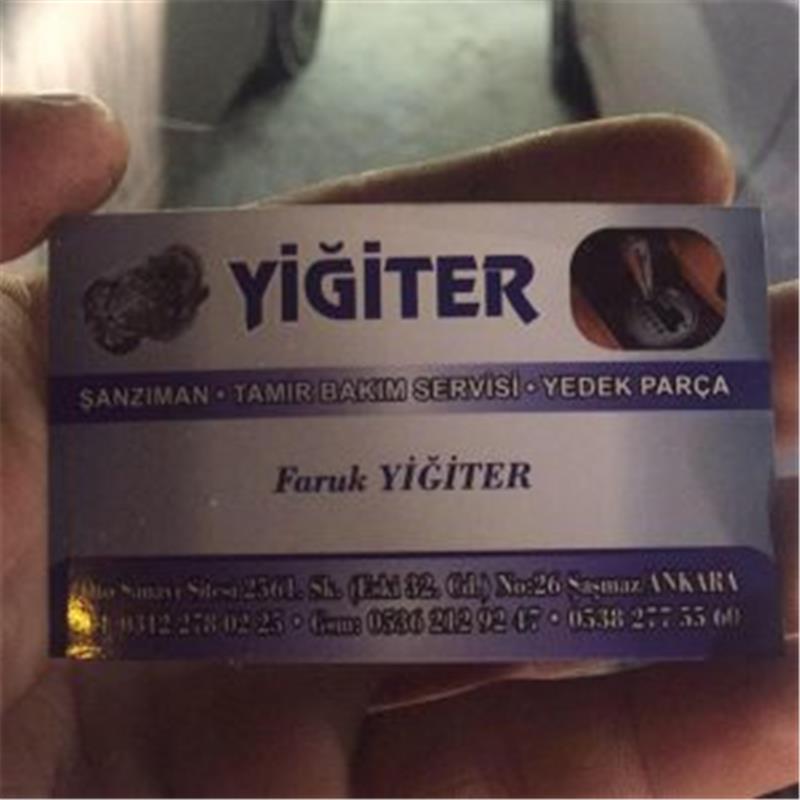 YİĞİTER
ŞANZIMAN • TAMİR BAKIM SERVİSİ • YEDEK PARÇA
Faruk YİĞİTER
Oto Sanayi Sitesi 2561. Sk. (Eski 32. Cd.) No:26 Şaşmaz ANKARA
0312 278 02 25 • Gsm: 0536 212 92 47 • 0538 277 55 60